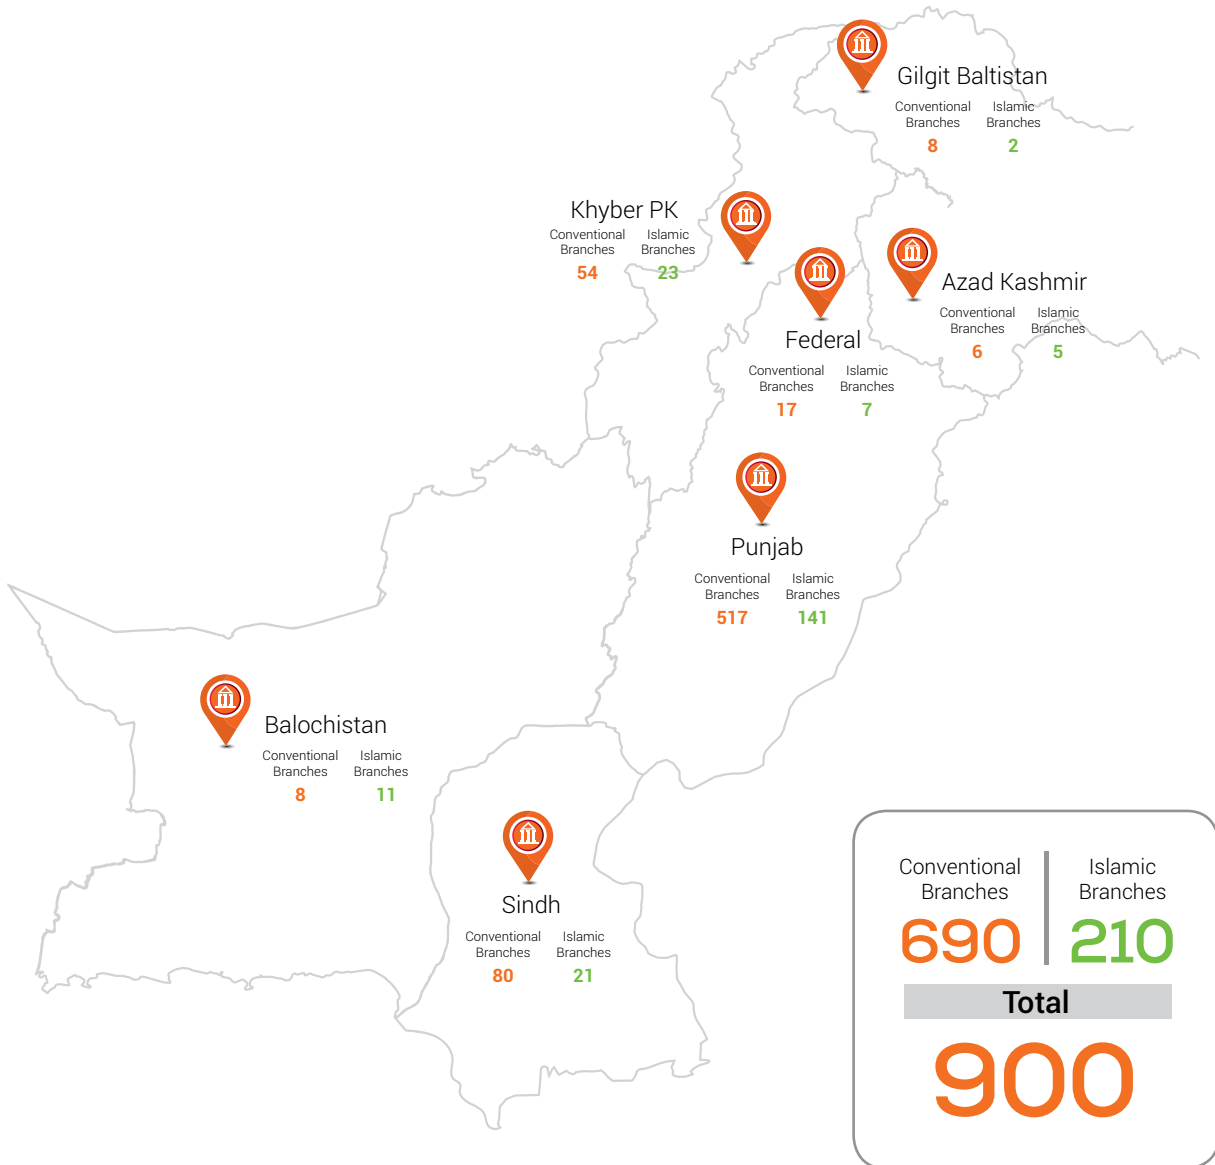 Gilgit Baltistan
Conventional Branches
Islamic Branches
8
2
Khyber PK
Conventional Branches
Islamic Branches
54
23
Azad Kashmir
Conventional Branches
Islamic Branches
6
5
Federal
Conventional Branches
Islamic Branches
17
7
Punjab
Conventional Branches
Islamic Branches
517
141
Balochistan
Conventional Branches
Islamic Branches
8
11
Sindh
Conventional Branches
Islamic Branches
80
21
Conventional Branches
Islamic Branches
690
210
Total
900